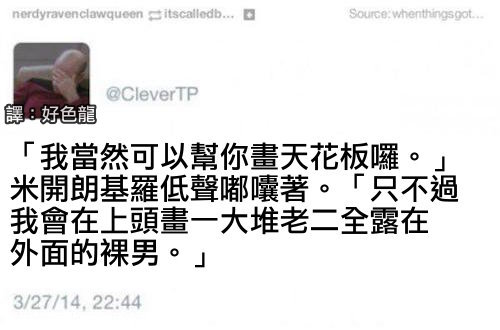 nerdyravenclawqueen itscalledb... Source: whenthingsgot...
@CleverTP
譯：好色龍
「我當然可以幫你畫天花板囉。」
米開朗基羅低聲嘟囔著。「只不過
我會在上頭畫一大堆老二全露在
外面的裸男。」
3/27/14, 22:44